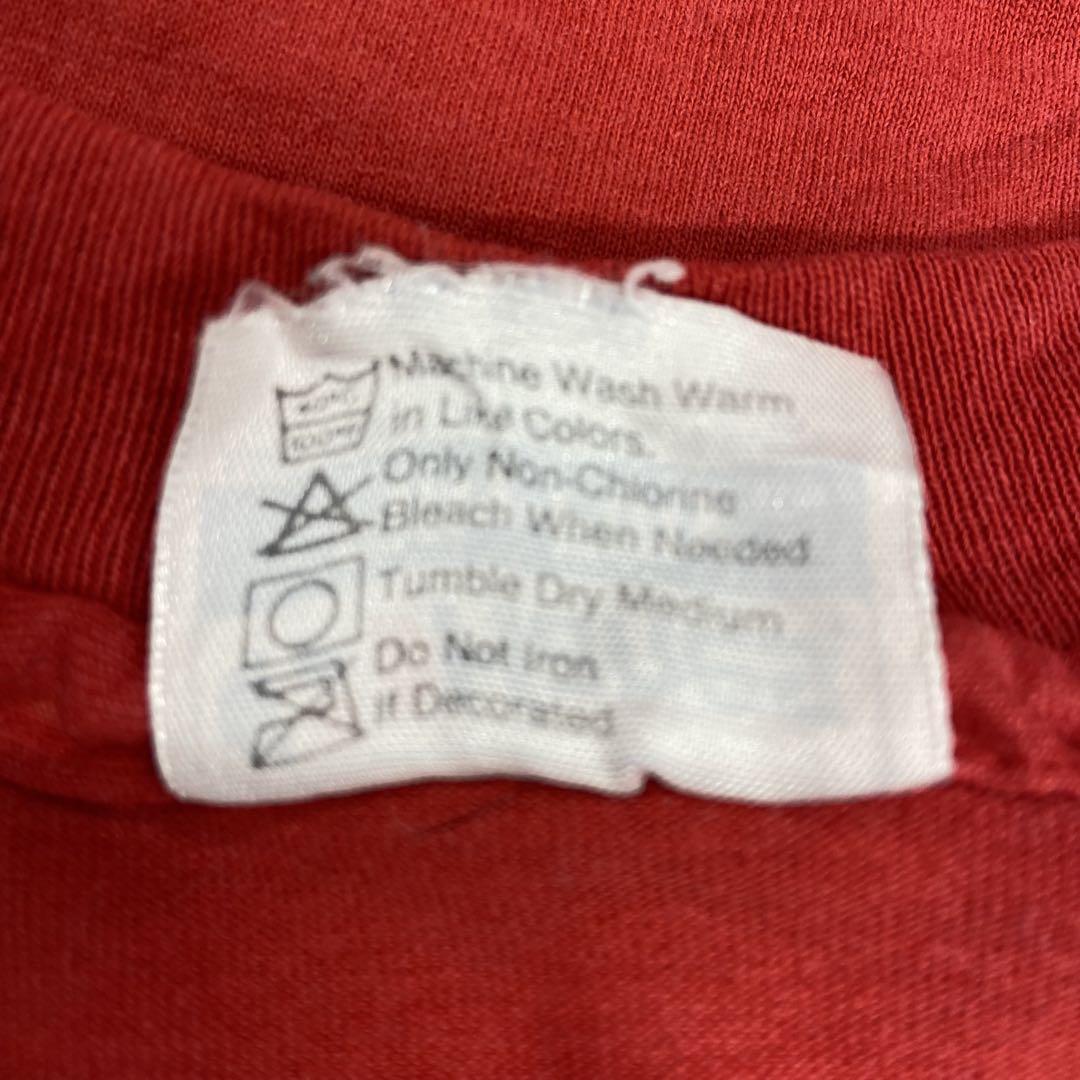 Machine Wash Warm
in Like Colors.
Only Non-Chlorine
Bleach When Needed
Tumble Dry Medium
Do Not Iron
if Decorated